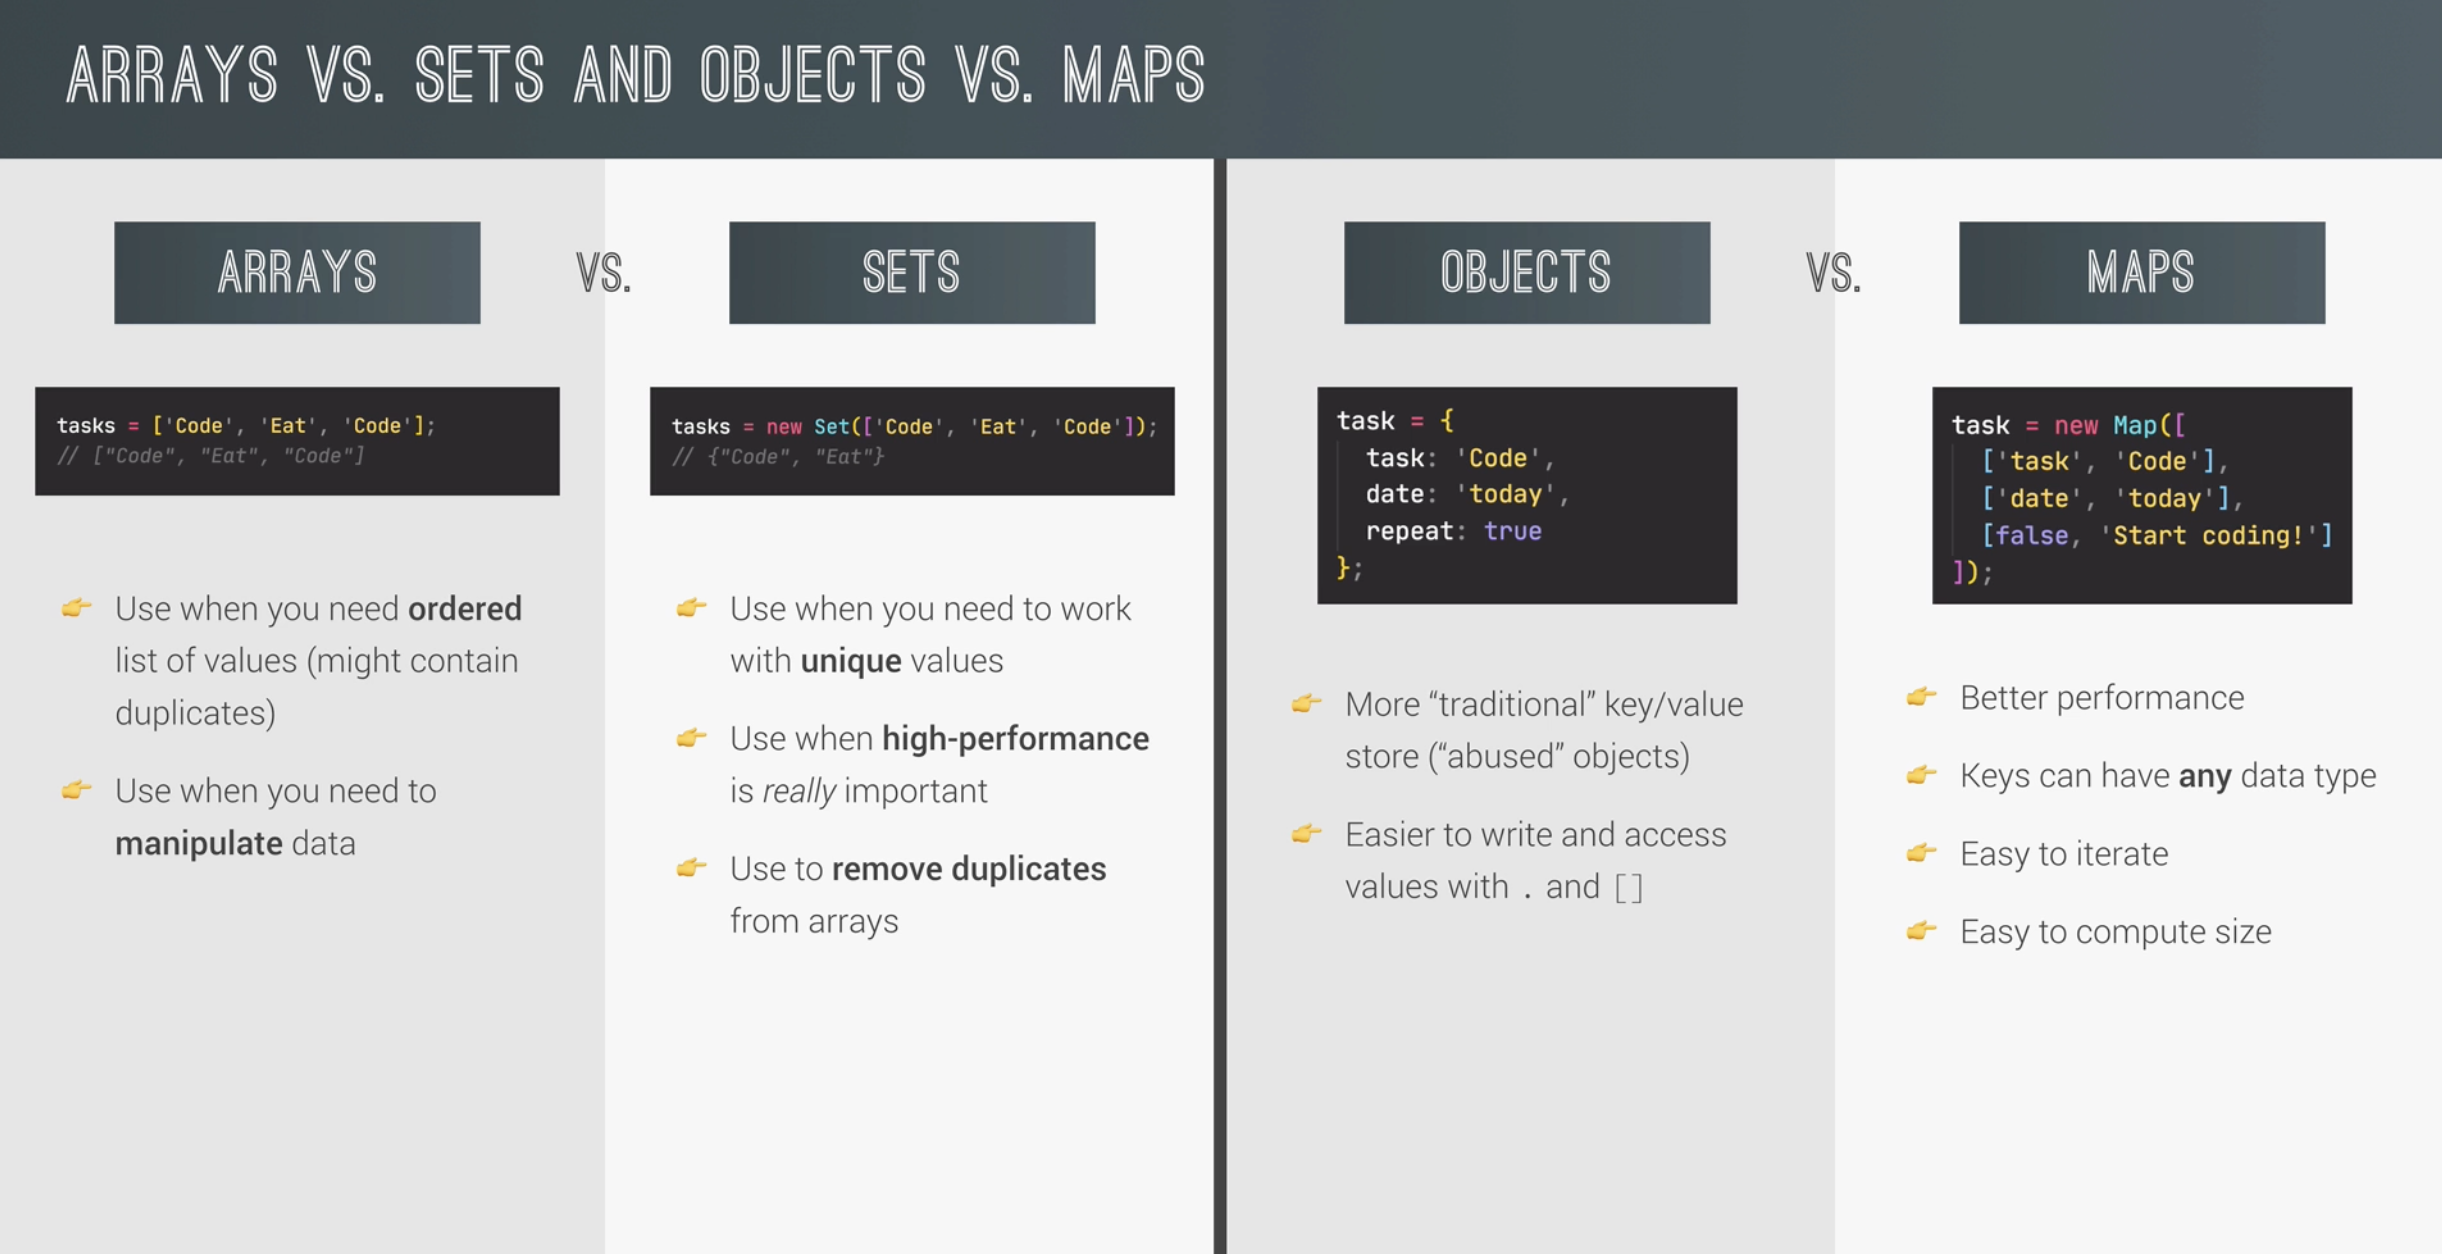 ARRAYS VS. SETS AND OBJECTS VS. MAPS
ARRAYS
VS.
SETS
tasks = ['Code', 'Eat', 'Code'];
// ["Code", "Eat", "Code"]
tasks = new Set(['Code', 'Eat', 'Code']);
// {"Code", "Eat"}
👉 Use when you need ordered
list of values (might contain
duplicates)
👉 Use when you need to
manipulate data
👉 Use when you need to work
with unique values
👉 Use when high-performance
is really important
👉 Use to remove duplicates
from arrays
OBJECTS
VS.
MAPS
task = {
  task: 'Code',
  date: 'today',
  repeat: true
};
👉 More “traditional” key/value
store (“abused” objects)
👉 Easier to write and access
values with . and []
task = new Map([
  ['task', 'Code'],
  ['date', 'today'],
  [false, 'Start coding!']
]);
👉 Better performance
👉 Keys can have any data type
👉 Easy to iterate
👉 Easy to compute size